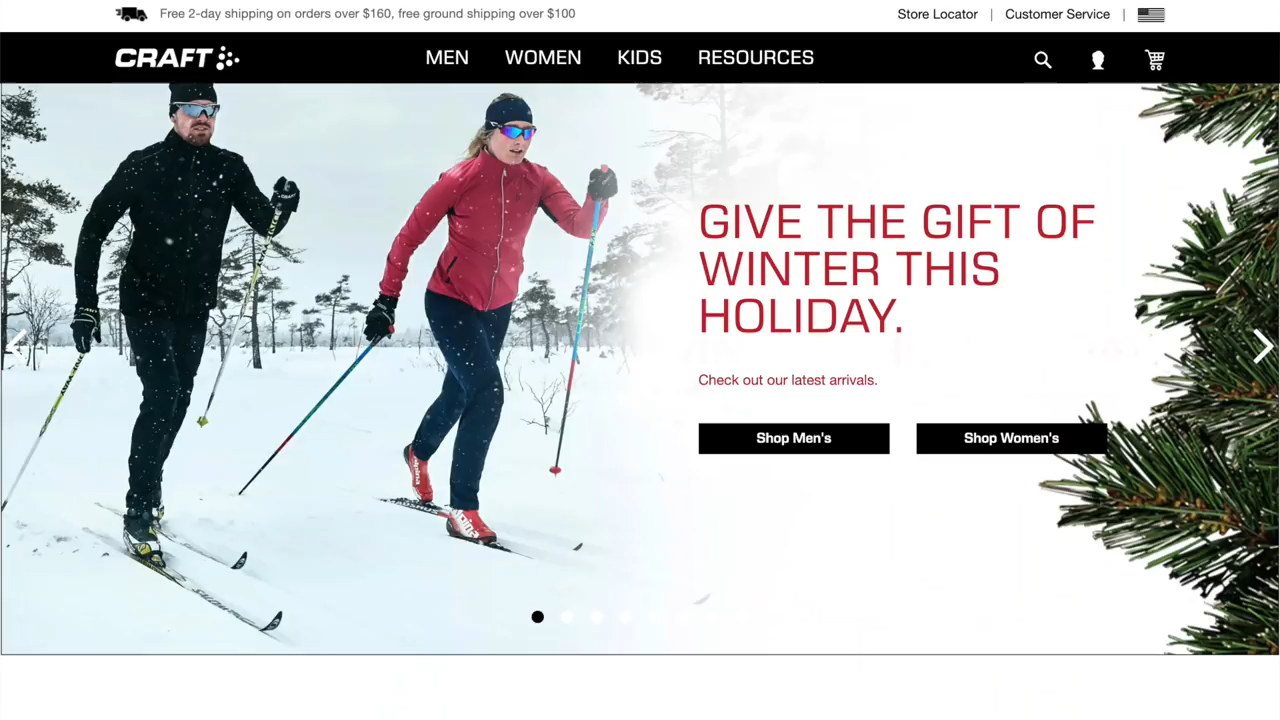 Free 2-day shipping on orders over $160, free ground shipping over $100
Store Locator | Customer Service |
CRAFT
MEN WOMEN KIDS RESOURCES
GIVE THE GIFT OF
WINTER THIS
HOLIDAY.
Check out our latest arrivals.
Shop Men's Shop Women's
alpina
alpina